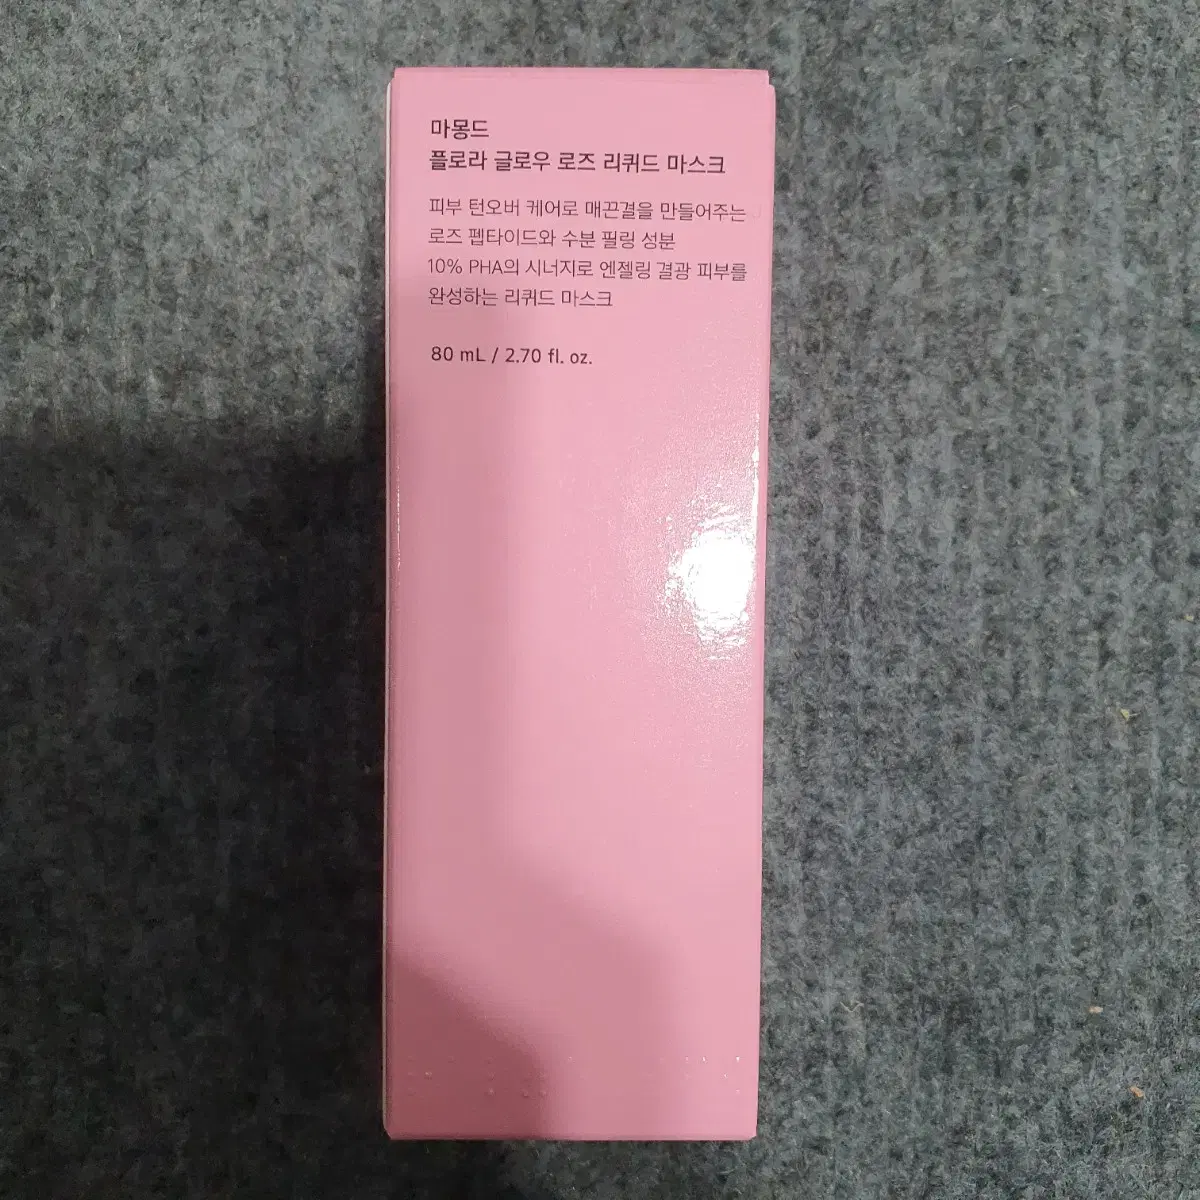 마몽드
플로라 글로우 로즈 리퀴드 마스크
피부 턴오버 케어로 매끈결을 만들어주는
로즈 펩타이드와 수분 필링 성분
10% PHA의 시너지로 엔젤링 결광 피부를
완성하는 리퀴드 마스크
80 mL / 2.70 fl. oz.